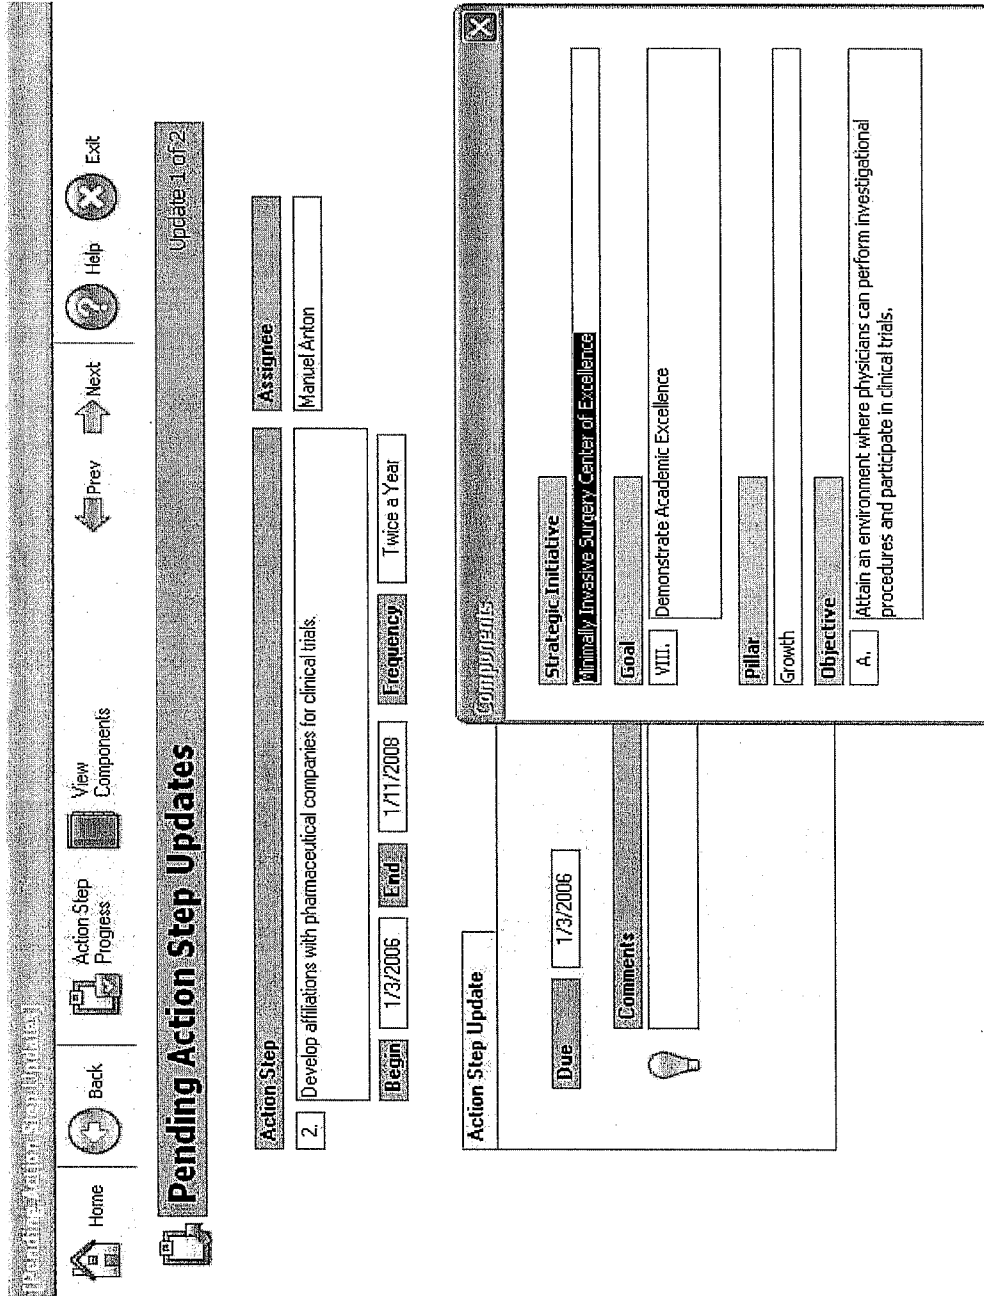 [Pending Action Step Updates]
Home
Back
Action Step
Progress
View
Components
Prev
Next
Help
Exit
Pending Action Step Updates
Update 1 of 2
Action Step
Assignee
2.
Develop affiliations with pharmaceutical companies for clinical trials.
Manuel Anton
Begin
1/3/2006
End
1/11/2008
Frequency
Twice a Year
Action Step Update
Due
1/3/2006
Comments
Components
Strategic Initiative
Minimally Invasive Surgery Center of Excellence
Goal
VIII.
Demonstrate Academic Excellence
Pillar
Growth
Objective
A.
Attain an environment where physicians can perform investigational
procedures and participate in clinical trials.